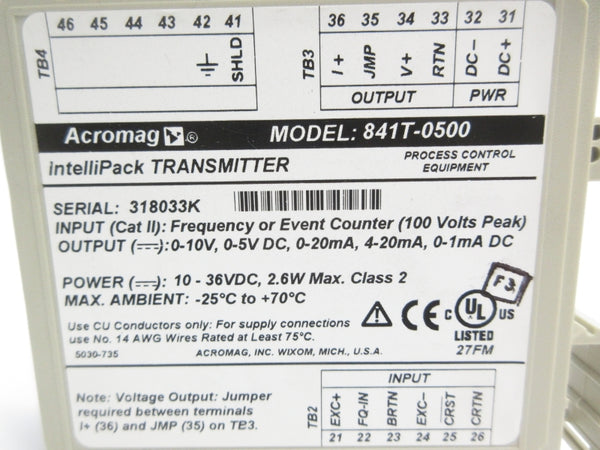 46 45 44 43 42 41
TB4
SHLD
36 35 34 33 32 31
TB3
I+ JMP V+ RTN DC- DC+
OUTPUT PWR
Acromag ® MODEL: 841T-0500
intelliPack TRANSMITTER
PROCESS CONTROL
EQUIPMENT
SERIAL: 318033K
INPUT (Cat II): Frequency or Event Counter (100 Volts Peak)
OUTPUT (⎓):0-10V, 0-5V DC, 0-20mA, 4-20mA, 0-1mA DC
POWER (⎓): 10 - 36VDC, 2.6W Max. Class 2
MAX. AMBIENT: -25°C to +70°C
F3
CE C UL US
LISTED
27FM
Use CU Conductors only: For supply connections
use No. 14 AWG Wires Rated at Least 75°C.
5030-735 ACROMAG, INC. WIXOM, MICH., U.S.A.
Note: Voltage Output: Jumper
required between terminals
I+ (36) and JMP (35) on TB3.
INPUT
TB2
EXC+ FQ-IN BRTN EXC- CRST CRTN
21 22 23 24 25 26